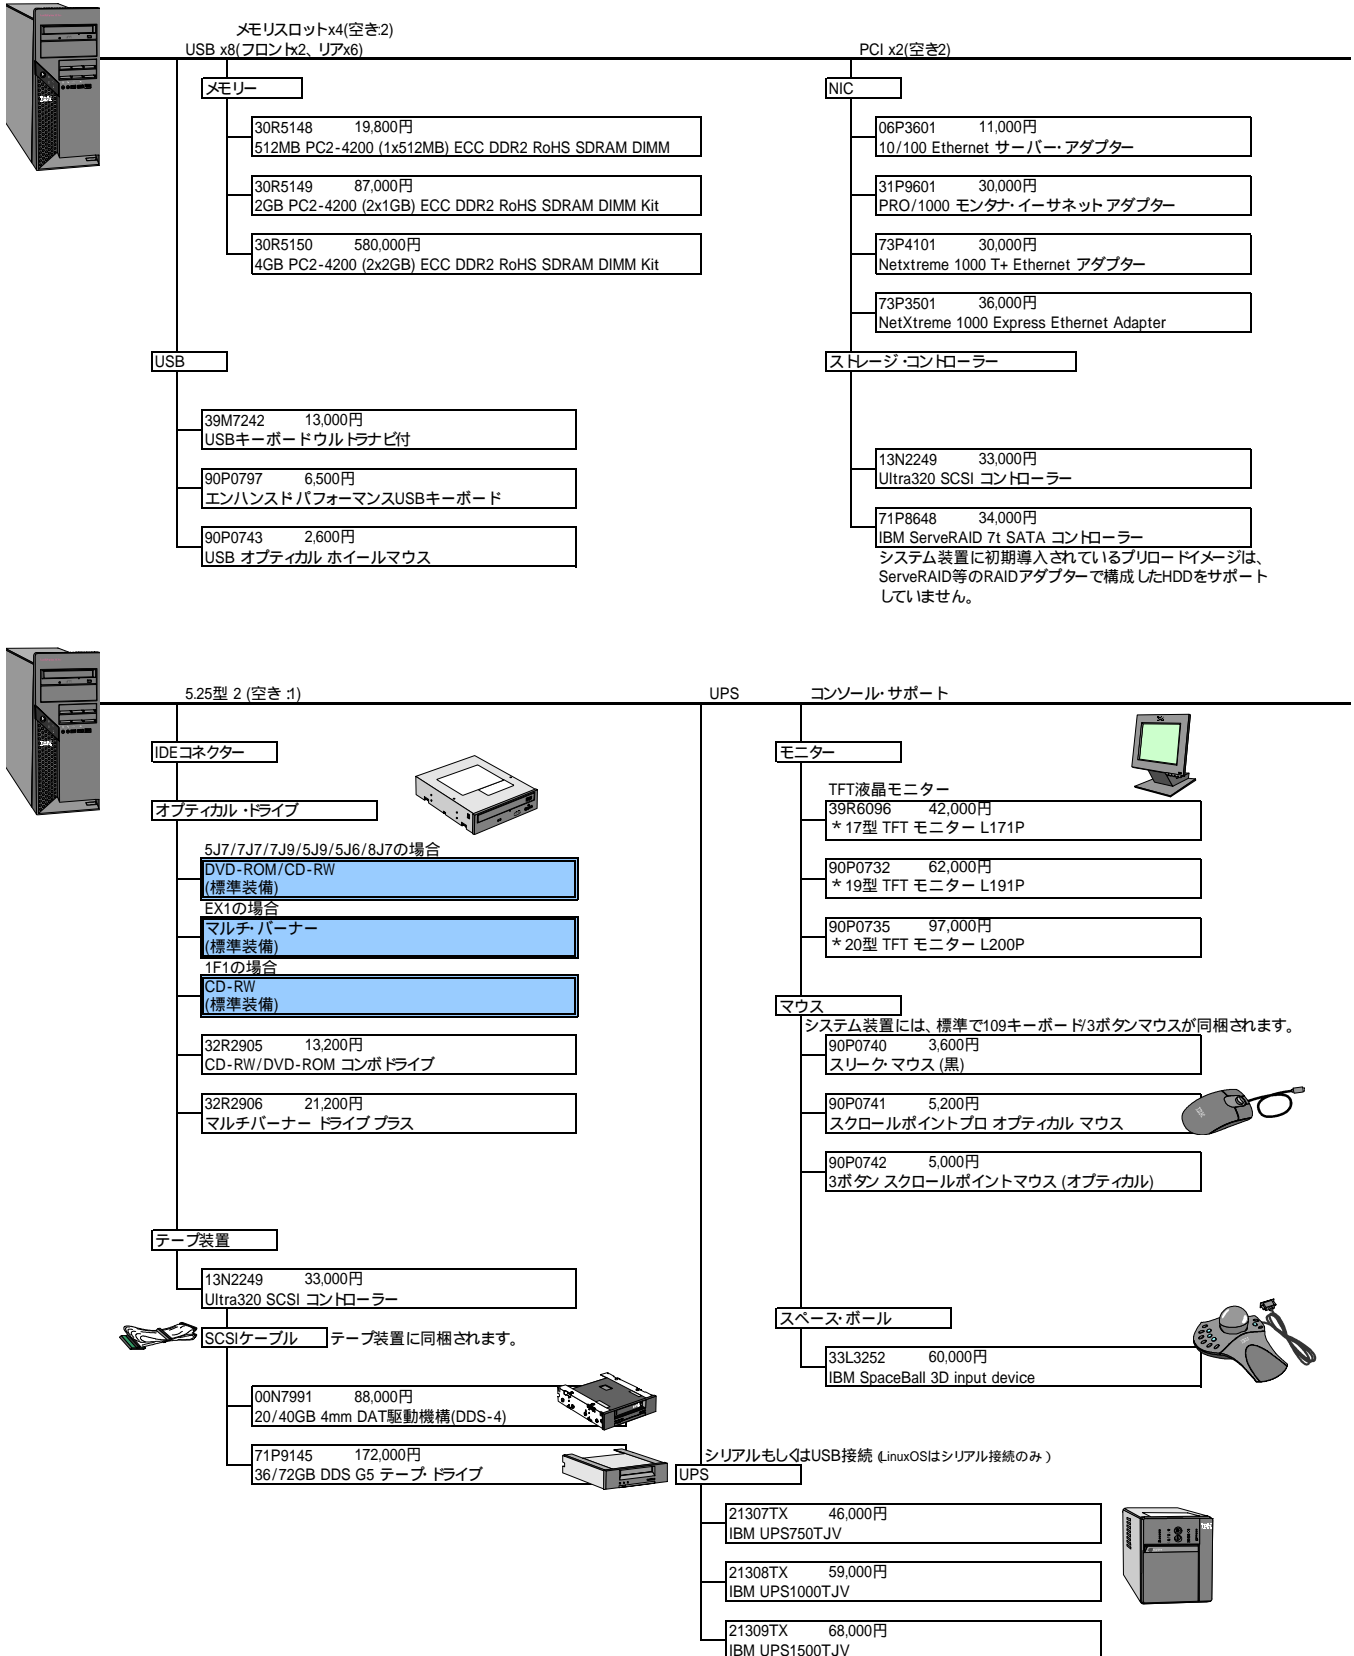 メモリスロットx4(空き:2)
USB x8(フロントx2、リアx6)
PCI x2(空き2)
メモリー
30R5148 19,800円
512MB PC2-4200 (1x512MB) ECC DDR2 RoHS SDRAM DIMM
30R5149 87,000円
2GB PC2-4200 (2x1GB) ECC DDR2 RoHS SDRAM DIMM Kit
30R5150 580,000円
4GB PC2-4200 (2x2GB) ECC DDR2 RoHS SDRAM DIMM Kit
USB
39M7242 13,000円
USBキーボードウルトラナビ付
90P0797 6,500円
エンハンスド パフォーマンスUSBキーボード
90P0743 2,600円
USB オプティカル ホイールマウス
NIC
06P3601 11,000円
10/100 Ethernet サーバー・アダプター
31P9601 30,000円
PRO/1000 モンタナ・イーサネット アダプター
73P4101 30,000円
Netxtreme 1000 T+ Ethernet アダプター
73P3501 36,000円
NetXtreme 1000 Express Ethernet Adapter
ストレージ・コントローラー
13N2249 33,000円
Ultra320 SCSI コントローラー
71P8648 34,000円
IBM ServeRAID 7t SATA コントローラー
システム装置に初期導入されているプリロードイメージは、
ServeRAID等のRAIDアダプターで構成したHDDをサポート
していません。
5.25型 2 (空き :1)
UPS
コンソール・サポート
IDEコネクター
オプティカル・ドライブ
5J7/7J7/7J9/5J9/5J6/8J7の場合
DVD-ROM/CD-RW
(標準装備)
EX1の場合
マルチ・バーナー
(標準装備)
1F1の場合
CD-RW
(標準装備)
32R2905 13,200円
CD-RW/DVD-ROM コンボドライブ
32R2906 21,200円
マルチバーナー ドライブ プラス
テープ装置
13N2249 33,000円
Ultra320 SCSI コントローラー
SCSIケーブル テープ装置に同梱されます。
00N7991 88,000円
20/40GB 4mm DAT駆動機構(DDS-4)
71P9145 172,000円
36/72GB DDS G5 テープ・ドライブ
モニター
TFT液晶モニター
39R6096 42,000円
*17型 TFT モニター L171P
90P0732 62,000円
*19型 TFT モニター L191P
90P0735 97,000円
*20型 TFT モニター L200P
マウス
システム装置には、標準で109キーボード/3ボタンマウスが同梱されます。
90P0740 3,600円
スリーク・マウス (黒)
90P0741 5,200円
スクロールポイントプロ オプティカル マウス
90P0742 5,000円
3ボタン スクロールポイントマウス (オプティカル)
スペース・ボール
33L3252 60,000円
IBM SpaceBall 3D input device
シリアルもしくはUSB接続 (LinuxOSはシリアル接続のみ)
UPS
21307TX 46,000円
IBM UPS750TJV
21308TX 59,000円
IBM UPS1000TJV
21309TX 68,000円
IBM UPS1500TJV